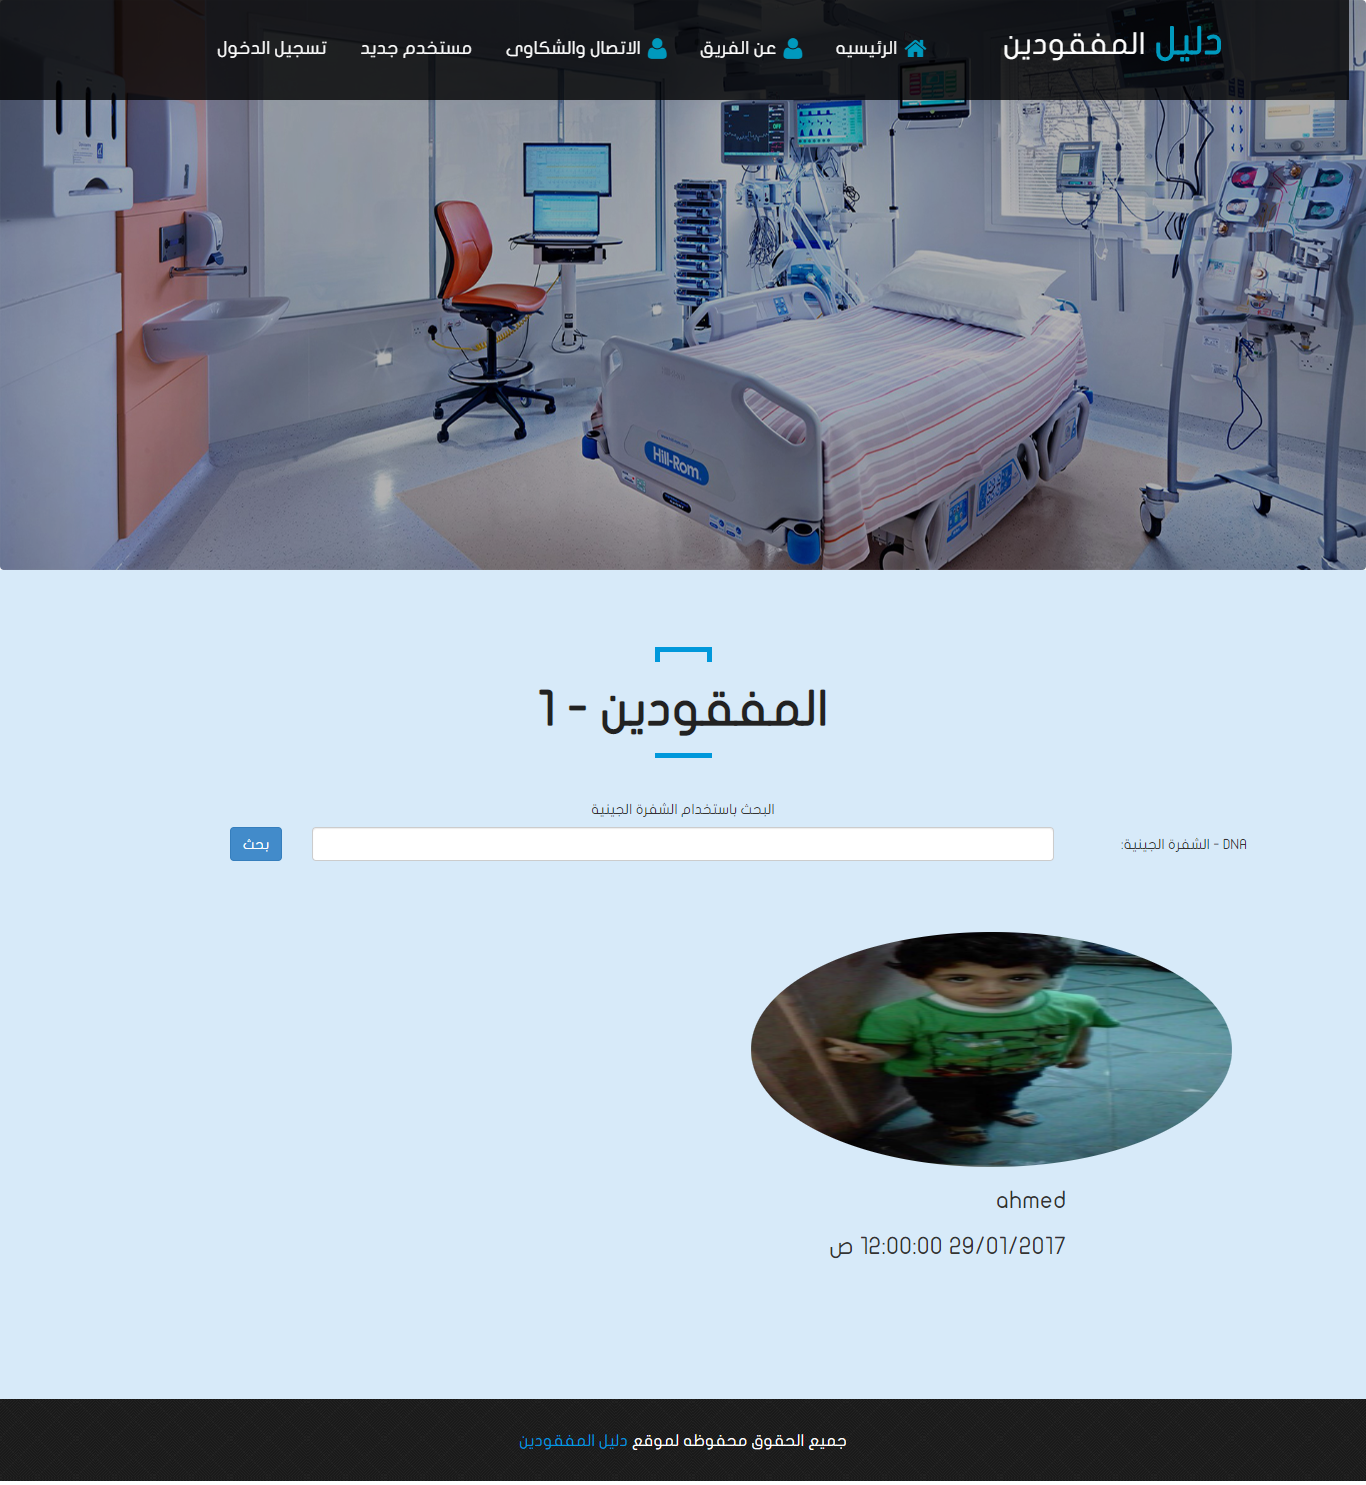 دليل المفقودين
الرئيسيه
عن الفريق
الاتصال والشكاوى
مستخدم جديد
تسجيل الدخول
Hill-Rom
المفقودين - 1
البحث باستخدام الشفرة الجينية
DNA - الشفرة الجينية:
بحث
ahmed
29/01/2017 12:00:00 ص
جميع الحقوق محفوظه لموقع دليل المفقودين